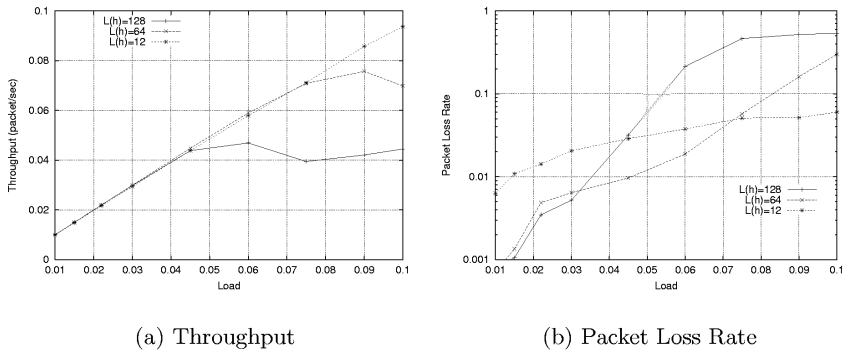 L(h)=128
L(h)=64
L(h)=12
0.1
0.08
0.06
0.04
0.02
0
Throughput (packet/sec)
0.01 0.02 0.03 0.04 0.05 0.06 0.07 0.08 0.09 0.1
Load
(a) Throughput
1
0.1
0.01
0.001
Packet Loss Rate
L(h)=128
L(h)=64
L(h)=12
0.01 0.02 0.03 0.04 0.05 0.06 0.07 0.08 0.09 0.1
Load
(b) Packet Loss Rate